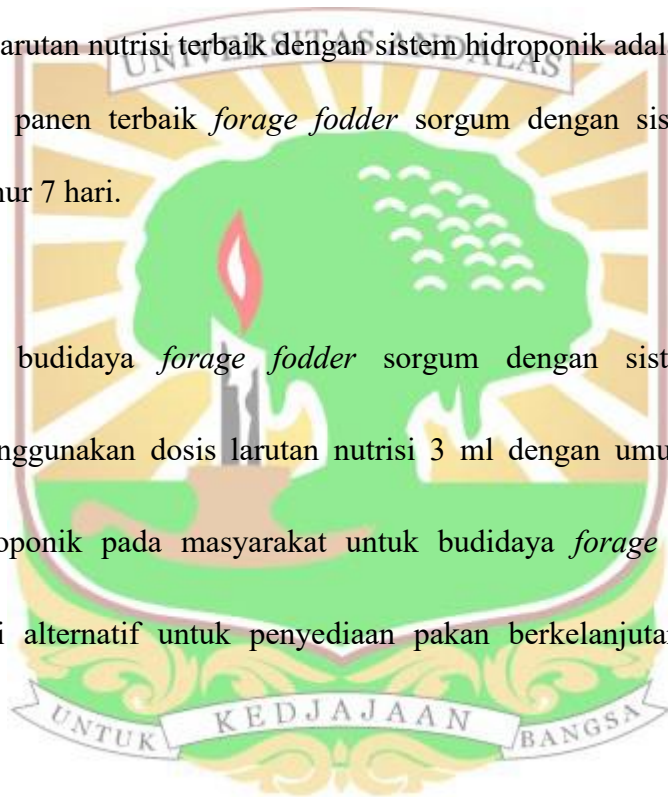 arutan nutrisi terbaik dengan sistem hidroponik adal
UNIVERSITAS ANDALAS
panen terbaik forage fodder sorgum dengan sis
ur 7 hari.
budidaya forage fodder sorgum dengan sist
nggunakan dosis larutan nutrisi 3 ml dengan umu
oponik pada masyarakat untuk budidaya forage
i alternatif untuk penyediaan pakan berkelanjutan
UNTUK KEDJAJAAN BANGSA